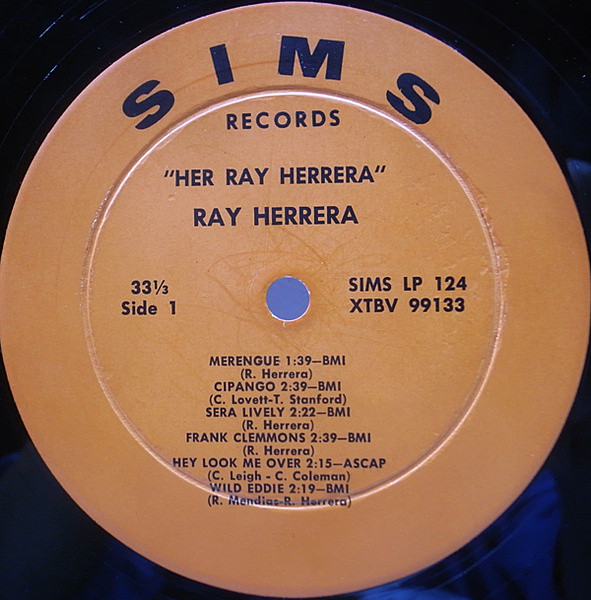 SIMS
RECORDS
"HER RAY HERRERA"
RAY HERRERA
33⅓
Side 1
SIMS LP 124
XTBV 99133
MERENGUE 1:39—BMI
(R. Herrera)
CIPANGO 2:39—BMI
(C. Lovett-T. Stanford)
SERA LIVELY 2:22—BMI
(R. Herrera)
FRANK CLEMMONS 2:39—BMI
(R. Herrera)
HEY LOOK ME OVER 2:15—ASCAP
(C. Leigh - C. Coleman)
WILD EDDIE 2:19—BMI
(R. Mendias-R. Herrera)